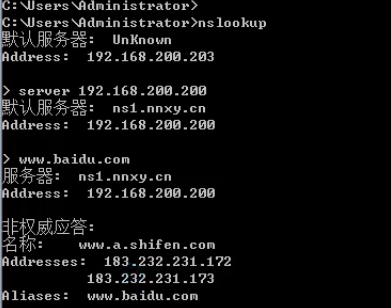 C:\Users\Administrator>
C:\Users\Administrator>nslookup
默认服务器:  UnKnown
Address:  192.168.200.203
> server 192.168.200.200
默认服务器:  ns1.nnxy.cn
Address:  192.168.200.200
> www.baidu.com
服务器:  ns1.nnxy.cn
Address:  192.168.200.200
非权威应答:
名称:    www.a.shifen.com
Addresses:  183.232.231.172
183.232.231.173
Aliases:  www.baidu.com